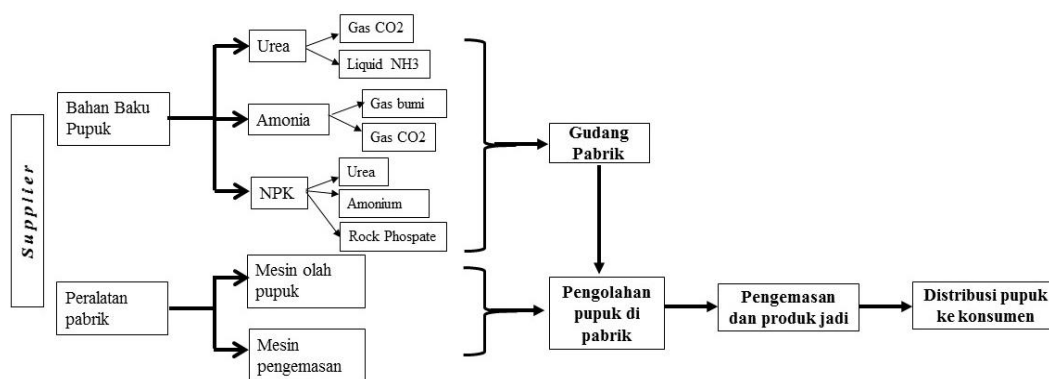 Supplier
Bahan Baku
Pupuk
Urea
Gas CO2
Liquid NH3
Amonia
Gas bumi
Gas CO2
NPK
Urea
Amonium
Rock Phospate
Gudang
Pabrik
Peralatan
pabrik
Mesin olah
pupuk
Mesin
pengemasan
Pengolahan
pupuk di
pabrik
Pengemasan
dan produk jadi
Distribusi pupuk
ke konsumen